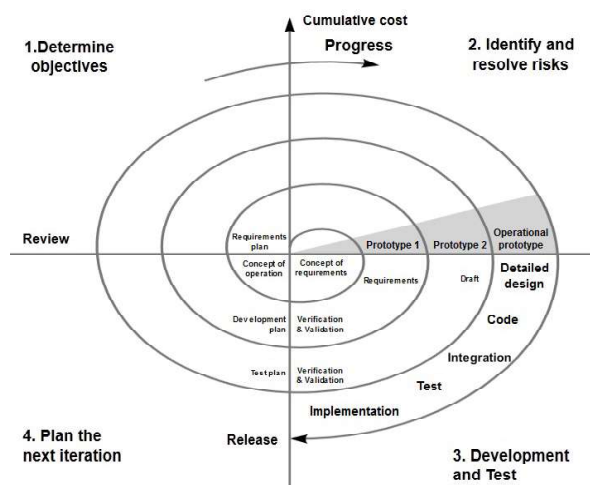 Cumulative cost
1.Determine
objectives
Progress
2. Identify and
resolve risks
Review
Requirements
plan
Prototype 1
Prototype 2
Operational
prototype
Concept of
operation
Concept of
requirements
Requirements
Draft
Detailed
design
Development
plan
Verification
& Validation
Code
Integration
Test plan
Verification
& Validation
Test
Implementation
4. Plan the
next iteration
Release
3. Development
and Test